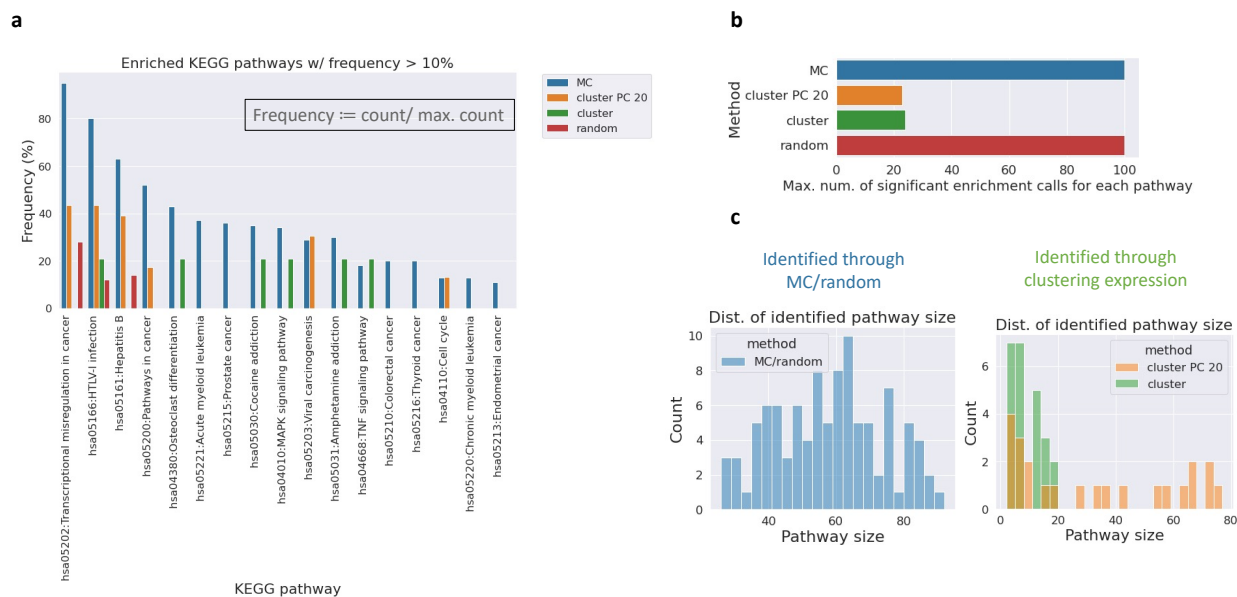 a
Enriched KEGG pathways w/ frequency > 10%
Frequency ≔ count/ max. count
MC
cluster PC 20
cluster
random
Frequency (%)
80
60
40
20
0
hsa05202:Transcriptional misregulation in cancer
hsa05166:HTLV-I infection
hsa05161:Hepatitis B
hsa05200:Pathways in cancer
hsa04380:Osteoclast differentiation
hsa05221:Acute myeloid leukemia
hsa05215:Prostate cancer
hsa05030:Cocaine addiction
hsa04010:MAPK signaling pathway
hsa05203:Viral carcinogenesis
hsa05031:Amphetamine addiction
hsa04668:TNF signaling pathway
hsa05210:Colorectal cancer
hsa05216:Thyroid cancer
hsa04110:Cell cycle
hsa05220:Chronic myeloid leukemia
hsa05213:Endometrial cancer
KEGG pathway
b
Method
MC
cluster PC 20
cluster
random
0 20 40 60 80 100
Max. num. of significant enrichment calls for each pathway
c
Identified through
MC/random
Dist. of identified pathway size
method
MC/random
Count
10
8
6
4
2
0
40 60 80
Pathway size
Identified through
clustering expression
Dist. of identified pathway size
method
cluster PC 20
cluster
Count
6
4
2
0
0 20 40 60 80
Pathway size